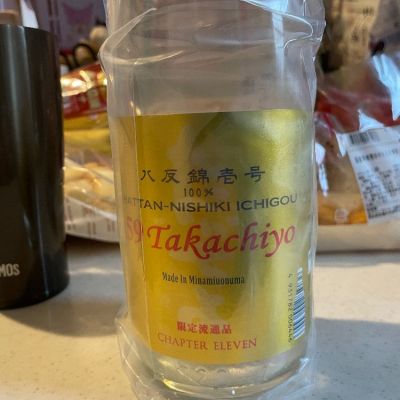 八反錦壱号
100%
HATTAN-NISHIKI ICHIGOU
59 Takachiyo
Made In Minamiuonuma
限定流通品
CHAPTER ELEVEN